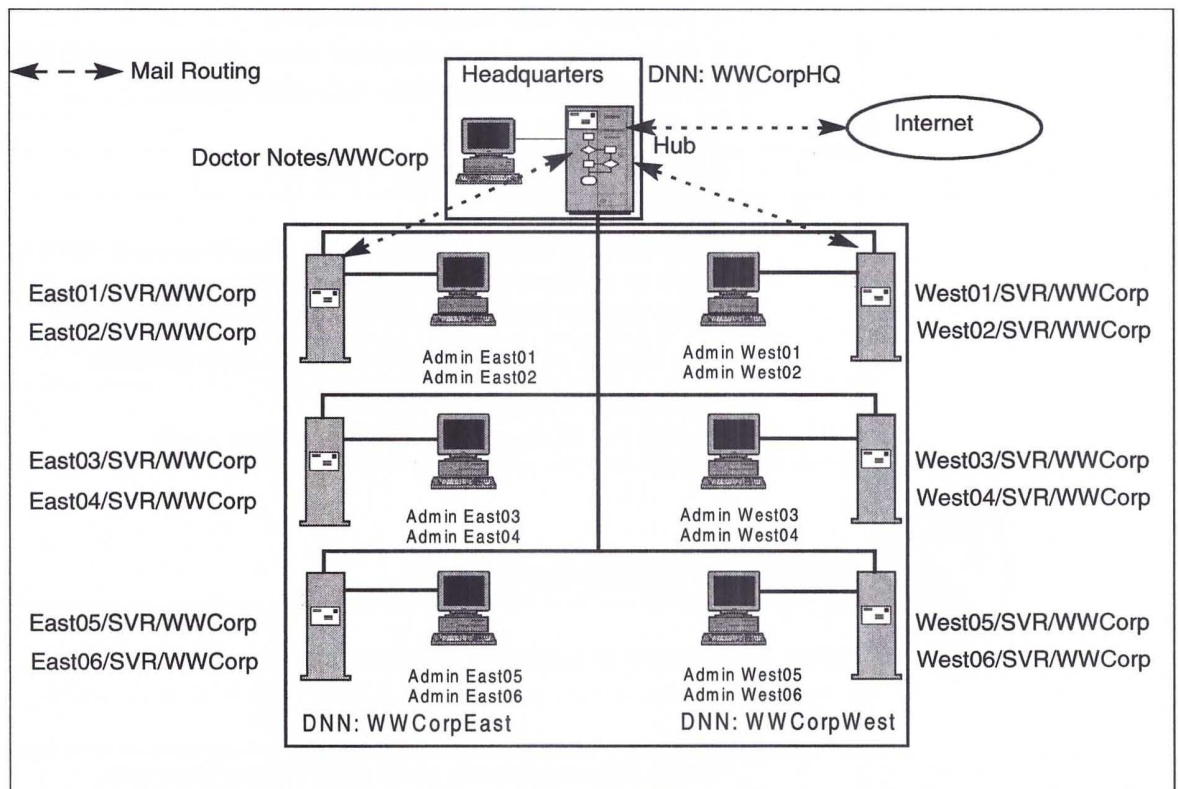 Mail Routing
Headquarters
DNN: WWCorpHQ
Internet
Hub
Doctor Notes/WWCorp
East01/SVR/WWCorp
East02/SVR/WWCorp
Admin East01
Admin East02
Admin West01
Admin West02
West01/SVR/WWCorp
West02/SVR/WWCorp
East03/SVR/WWCorp
East04/SVR/WWCorp
Admin East03
Admin East04
Admin West03
Admin West04
West03/SVR/WWCorp
West04/SVR/WWCorp
East05/SVR/WWCorp
East06/SVR/WWCorp
Admin East05
Admin East06
Admin West05
Admin West06
West05/SVR/WWCorp
West06/SVR/WWCorp
DNN: WWCorpEast
DNN: WWCorpWest